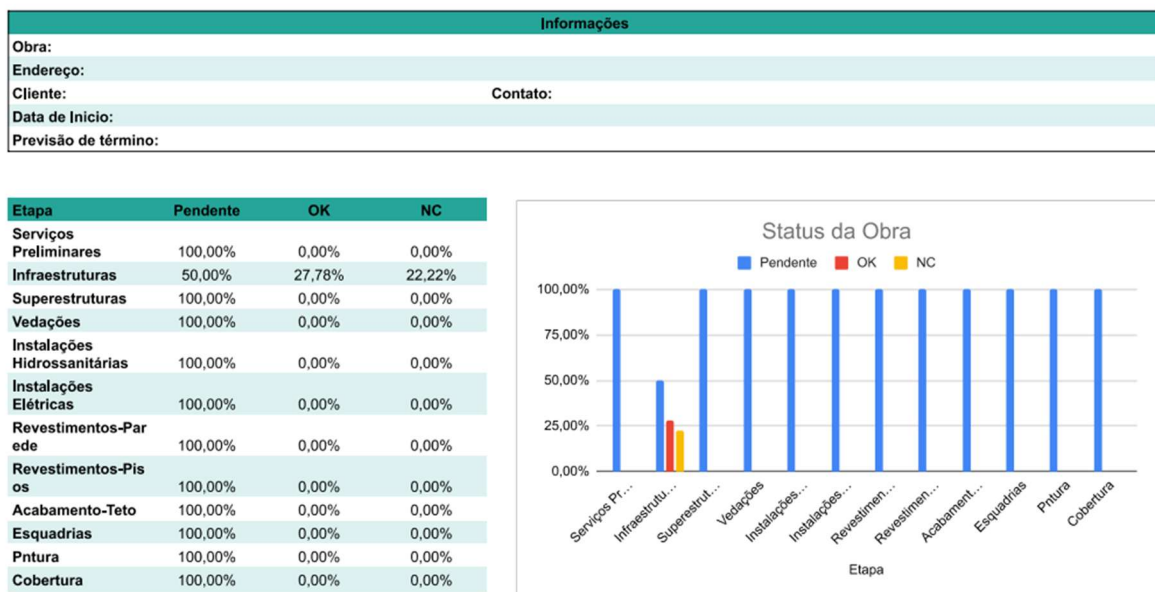 Informações
Obra:
Endereço:
Cliente: Contato:
Data de Inicio:
Previsão de término:
Etapa Pendente OK NC
Serviços
Preliminares 100,00% 0,00% 0,00%
Infraestruturas 50,00% 27,78% 22,22%
Superestruturas 100,00% 0,00% 0,00%
Vedações 100,00% 0,00% 0,00%
Instalações
Hidrossanitárias 100,00% 0,00% 0,00%
Instalações
Elétricas 100,00% 0,00% 0,00%
Revestimentos-Par
ede 100,00% 0,00% 0,00%
Revestimentos-Pis
os 100,00% 0,00% 0,00%
Acabamento-Teto 100,00% 0,00% 0,00%
Esquadrias 100,00% 0,00% 0,00%
Pntura 100,00% 0,00% 0,00%
Cobertura 100,00% 0,00% 0,00%
Status da Obra
Pendente OK NC
100,00%
75,00%
50,00%
25,00%
0,00%
Serviços Pr...
Infraestrutu...
Superestrut...
Vedações
Instalações...
Instalações...
Revestimen...
Revestimen...
Acabament...
Esquadrias
Pntura
Cobertura
Etapa